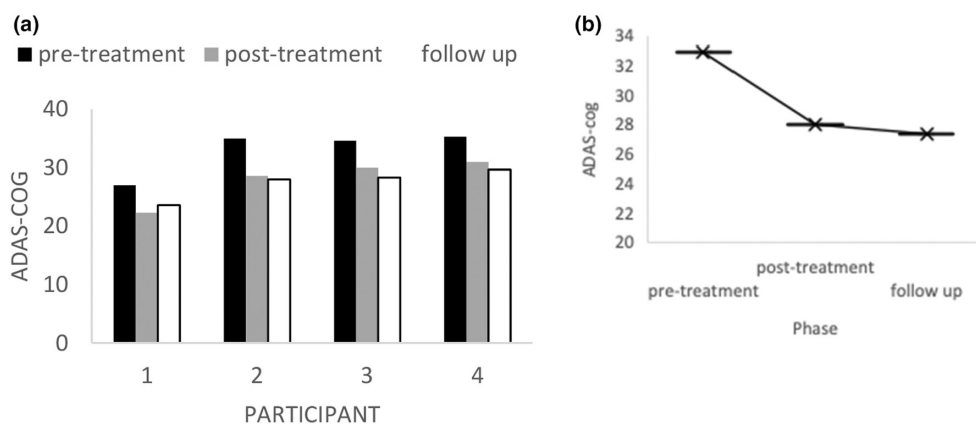 (a)
pre-treatment post-treatment follow up
40
30
20
10
0
ADAS-COG
1 2 3 4
PARTICIPANT
(b)
34
32
30
28
26
24
22
20
ADAS-cog
pre-treatment post-treatment follow up
Phase